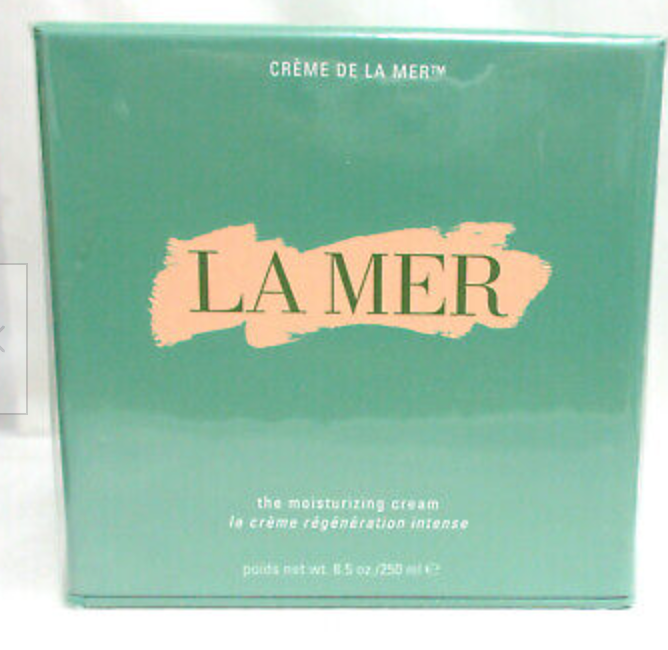 CRÈME DE LA MER™
LA MER
the moisturizing cream
la crème régénération intense
poids net wt. 8.5 oz./250 ml ℮